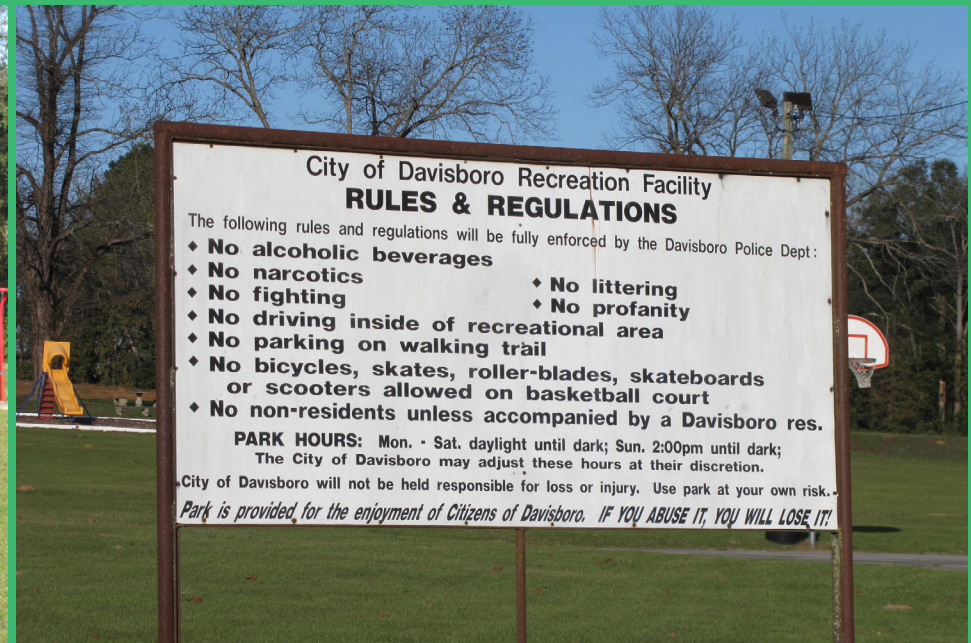 City of Davisboro Recreation Facility
RULES & REGULATIONS
The following rules and regulations will be fully enforced by the Davisboro Police Dept:
◆ No alcoholic beverages
◆ No narcotics
◆ No littering
◆ No fighting
◆ No profanity
◆ No driving inside of recreational area
◆ No parking on walking trail
◆ No bicycles, skates, roller-blades, skateboards
or scooters allowed on basketball court
◆ No non-residents unless accompanied by a Davisboro res.
PARK HOURS: Mon. - Sat. daylight until dark; Sun. 2:00pm until dark;
The City of Davisboro may adjust these hours at their discretion.
City of Davisboro will not be held responsible for loss or injury. Use park at your own risk.
Park is provided for the enjoyment of Citizens of Davisboro. IF YOU ABUSE IT, YOU WILL LOSE IT!